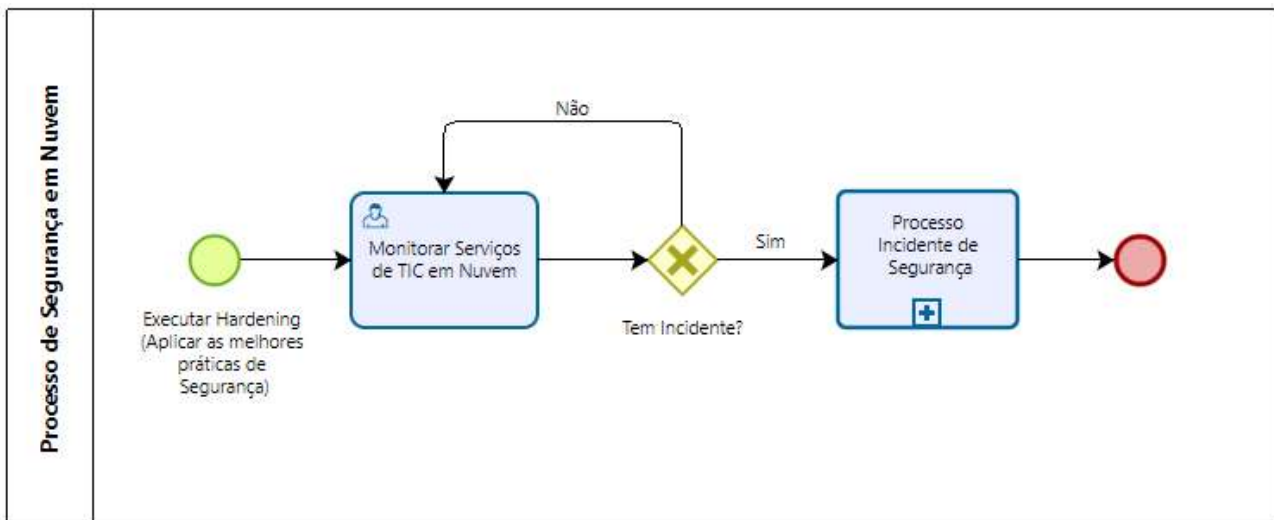 Processo de Segurança em Nuvem
Não
Monitorar Serviços
de TIC em Nuvem
Sim
Processo
Incidente de
Segurança
Executar Hardening
(Aplicar as melhores
práticas de
Segurança)
Tem Incidente?